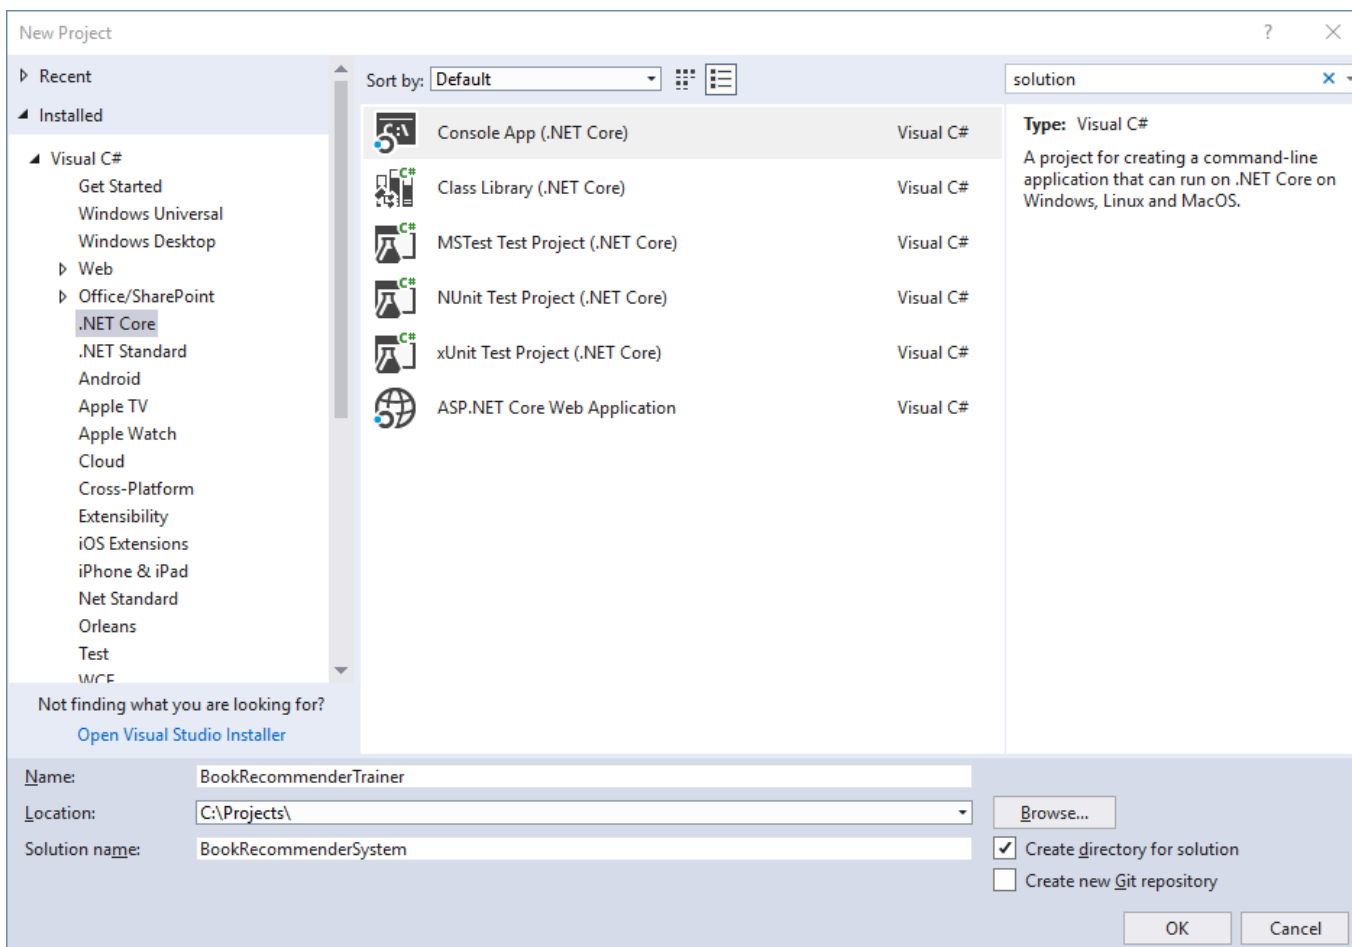 New Project
?
Recent
Installed
Visual C#
Get Started
Windows Universal
Windows Desktop
Web
Office/SharePoint
.NET Core
.NET Standard
Android
Apple TV
Apple Watch
Cloud
Cross-Platform
Extensibility
iOS Extensions
iPhone & iPad
Net Standard
Orleans
Test
WCF
Not finding what you are looking for?
Open Visual Studio Installer
Sort by: Default
Console App (.NET Core) Visual C#
Class Library (.NET Core) Visual C#
MSTest Test Project (.NET Core) Visual C#
NUnit Test Project (.NET Core) Visual C#
xUnit Test Project (.NET Core) Visual C#
ASP.NET Core Web Application Visual C#
solution
Type: Visual C#
A project for creating a command-line
application that can run on .NET Core on
Windows, Linux and MacOS.
Name: BookRecommenderTrainer
Location: C:\Projects\ Browse...
Solution name: BookRecommenderSystem
Create directory for solution
Create new Git repository
OK Cancel